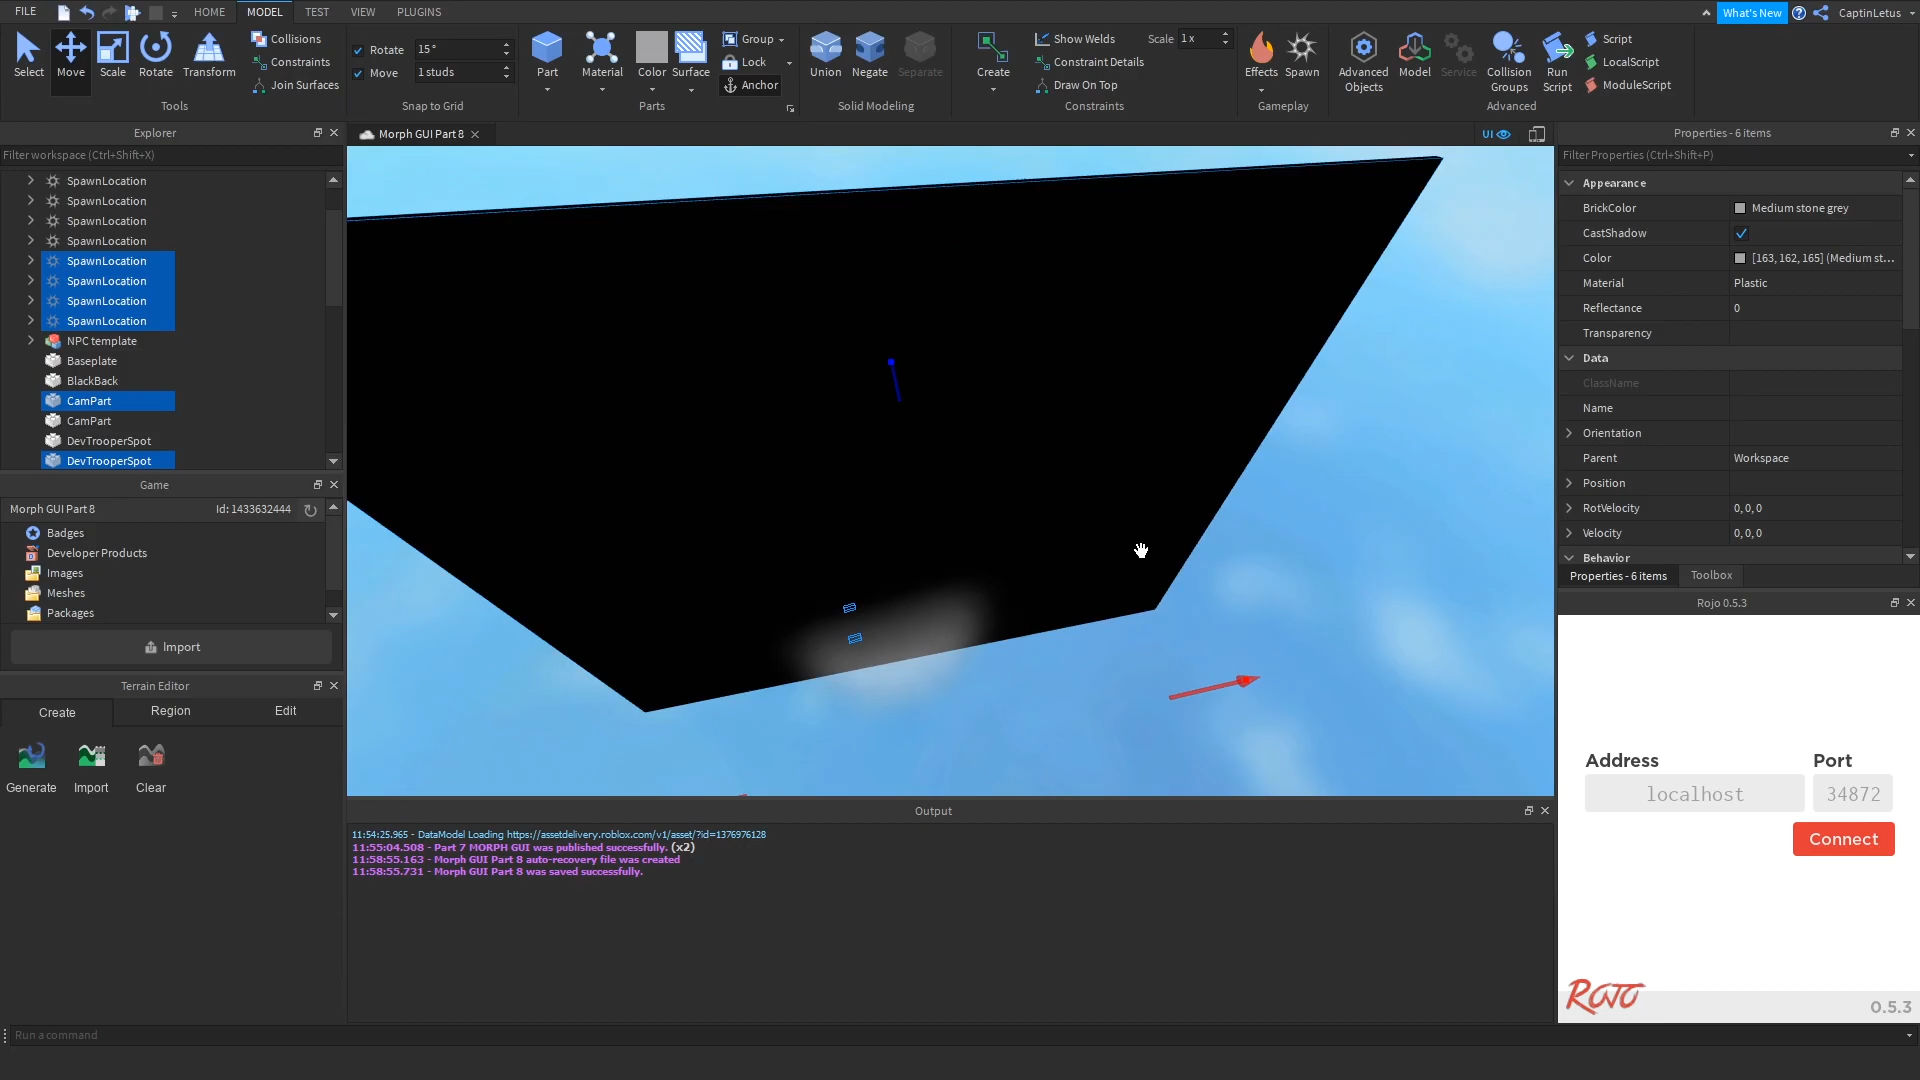 FILE
HOME
MODEL
TEST
VIEW
PLUGINS
What's New
CaptinLetus
Select
Move
Scale
Rotate
Transform
Collisions
Constraints
Join Surfaces
Tools
Rotate
15°
Move
1 studs
Snap to Grid
Part
Material
Color
Surface
Group
Lock
Anchor
Parts
Union
Negate
Separate
Solid Modeling
Create
Show Welds
Constraint Details
Draw On Top
Scale
1x
Constraints
Effects
Spawn
Gameplay
Advanced
Objects
Model
Service
Collision
Groups
Run
Script
Script
LocalScript
ModuleScript
Advanced
Explorer
Filter workspace (Ctrl+Shift+X)
SpawnLocation
SpawnLocation
SpawnLocation
SpawnLocation
SpawnLocation
SpawnLocation
SpawnLocation
SpawnLocation
NPC template
Baseplate
BlackBack
CamPart
CamPart
DevTrooperSpot
DevTrooperSpot
Game
Morph GUI Part 8
Id: 1433632444
Badges
Developer Products
Images
Meshes
Packages
Import
Terrain Editor
Create
Region
Edit
Generate
Import
Clear
Morph GUI Part 8
UI
Output
11:54:25.965 - DataModel Loading https://assetdelivery.roblox.com/v1/asset/?id=1376976128
11:55:04.508 - Part 7 MORPH GUI was published successfully. (x2)
11:58:55.163 - Morph GUI Part 8 auto-recovery file was created
11:58:55.731 - Morph GUI Part 8 was saved successfully.
Run a command
Properties - 6 items
Filter Properties (Ctrl+Shift+P)
Appearance
BrickColor
Medium stone grey
CastShadow
Color
[163, 162, 165] (Medium st...
Material
Plastic
Reflectance
0
Transparency
Data
ClassName
Name
Orientation
Parent
Workspace
Position
RotVelocity
0, 0, 0
Velocity
0, 0, 0
Behavior
Properties - 6 items
Toolbox
Rojo 0.5.3
Address
Port
localhost
34872
Connect
ROJO
0.5.3